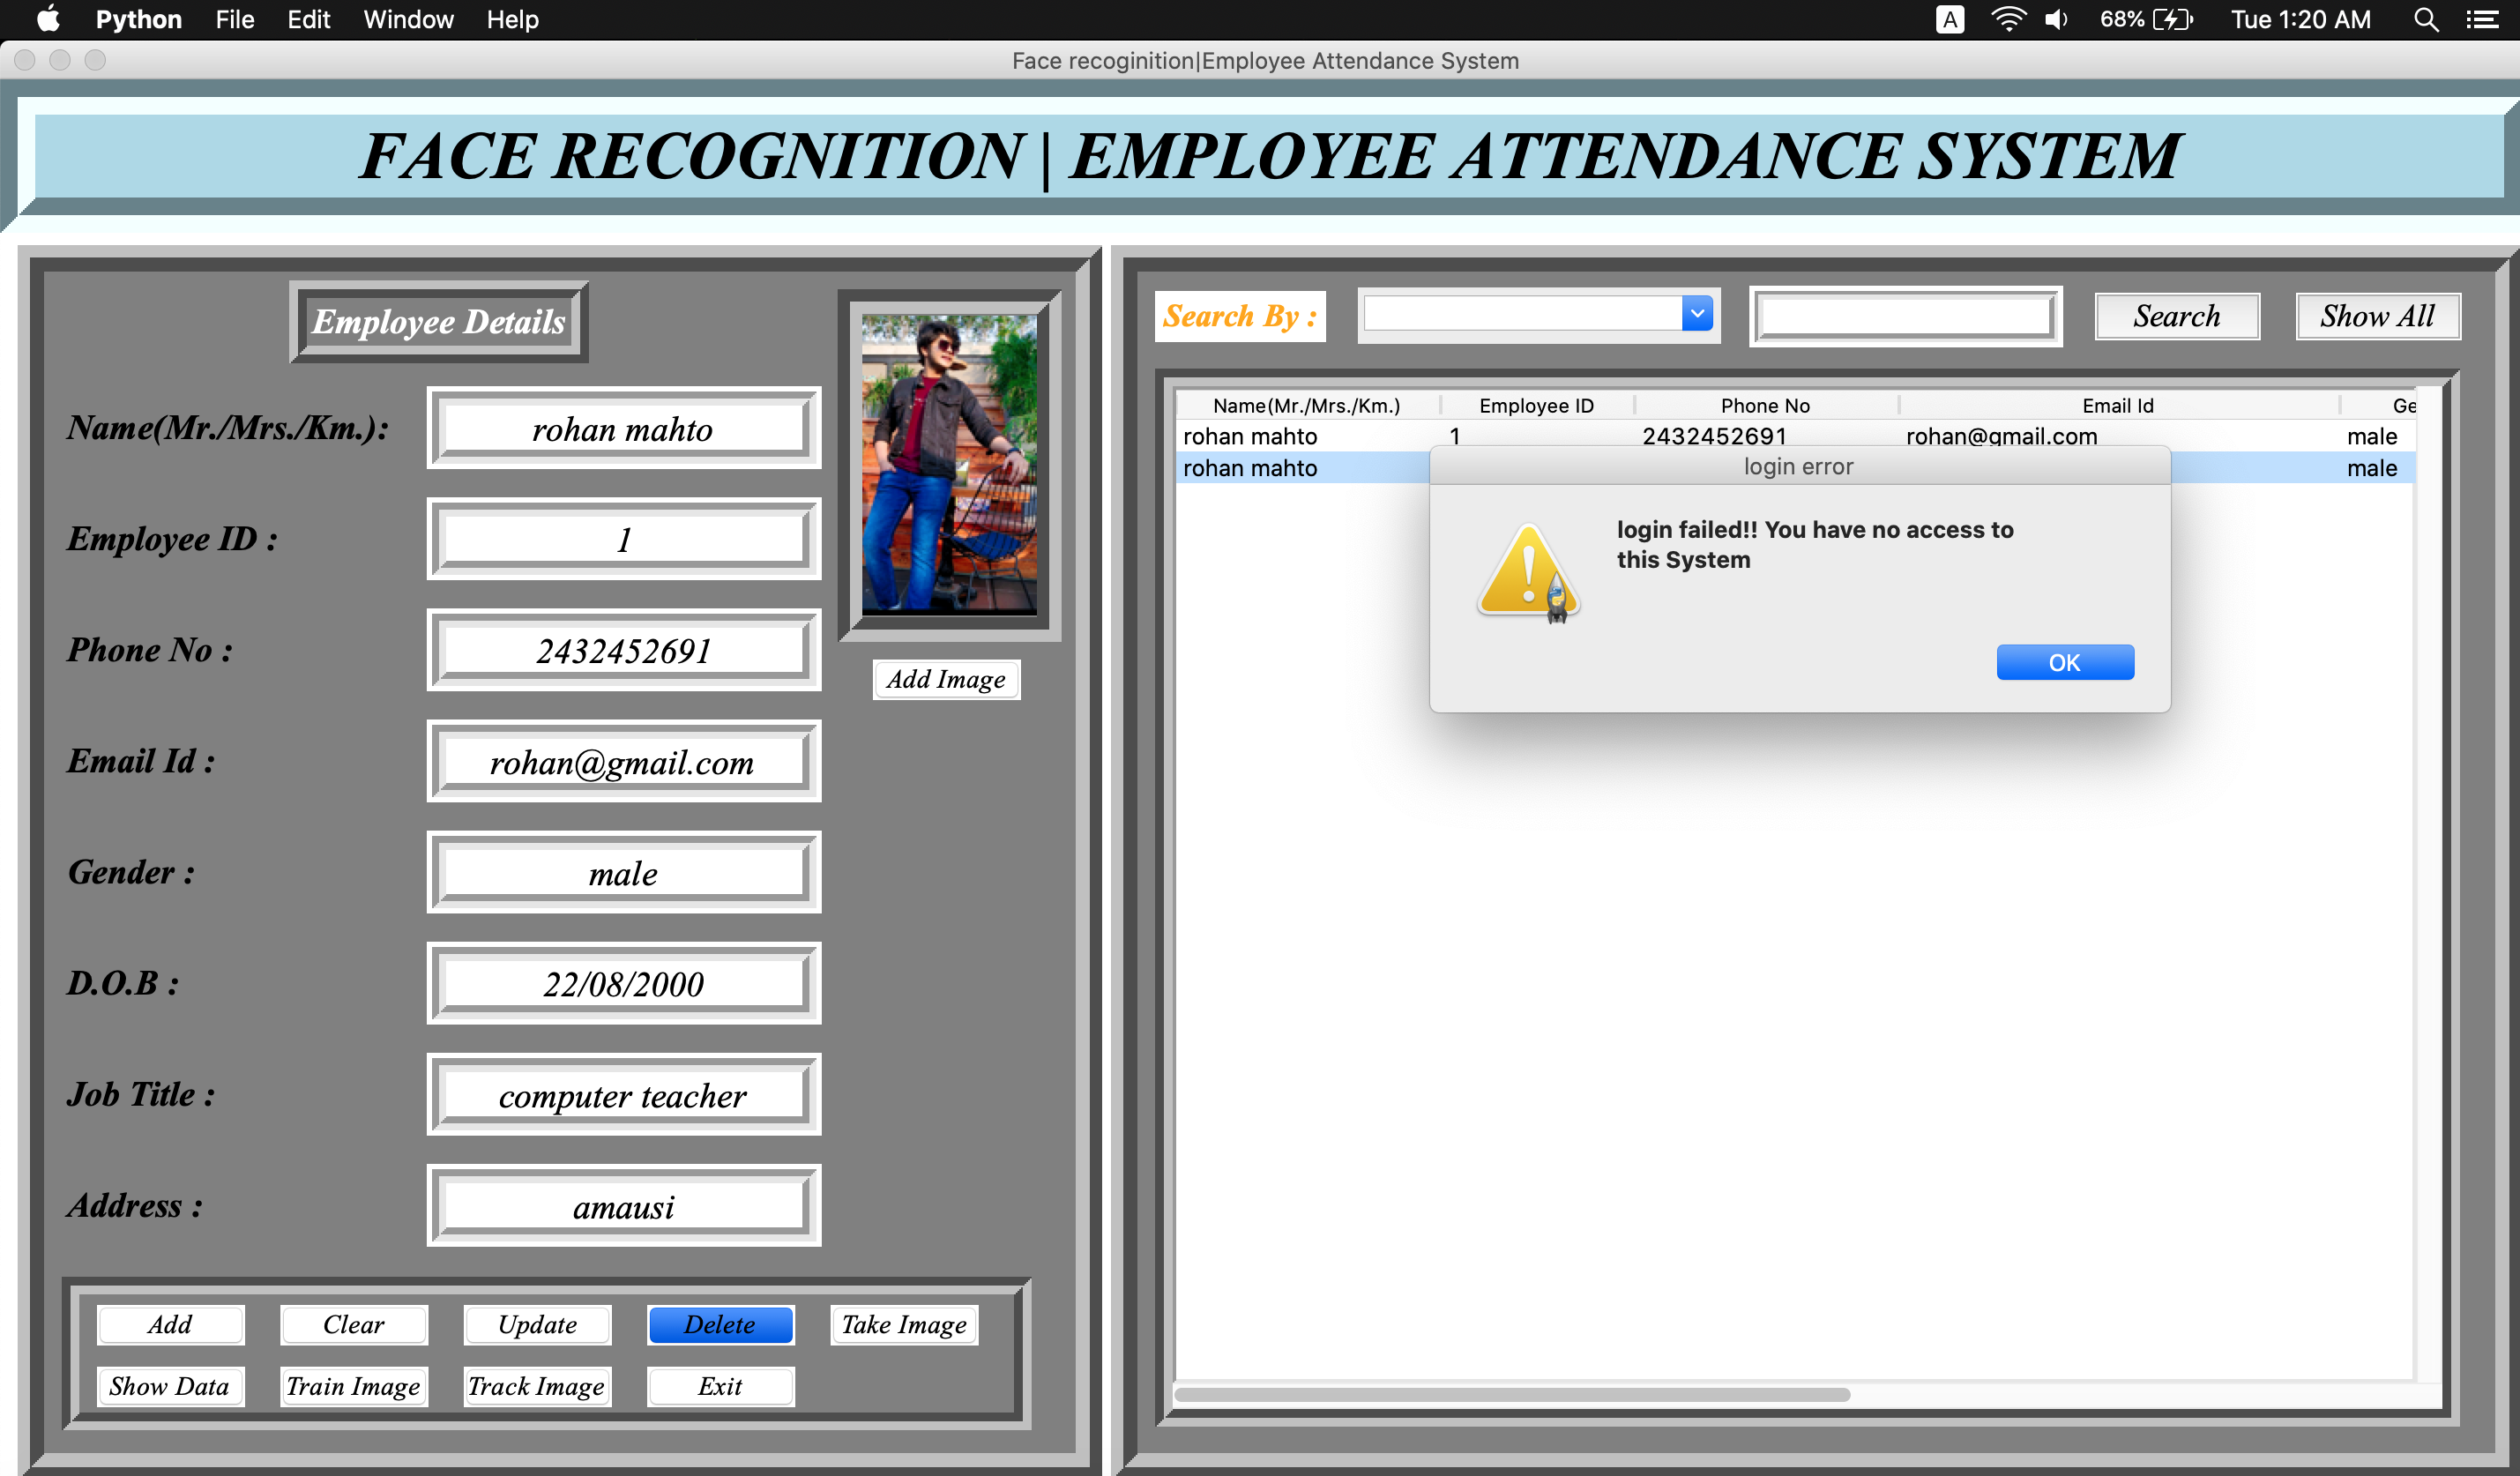 Python File Edit Window Help A 68% Tue 1:20 AM
Face recoginition|Employee Attendance System
FACE RECOGNITION | EMPLOYEE ATTENDANCE SYSTEM
Employee Details
Name(Mr./Mrs./Km.): rohan mahto
Employee ID : 1
Phone No : 2432452691
Email Id : rohan@gmail.com
Gender : male
D.O.B : 22/08/2000
Job Title : computer teacher
Address : amausi
Add Image
Add Clear Update Delete Take Image
Show Data Train Image Track Image Exit
Search By : Search Show All
Name(Mr./Mrs./Km.) Employee ID Phone No Email Id Ge
rohan mahto 1 2432452691 rohan@gmail.com male
rohan mahto male
login error
login failed!! You have no access to
this System
OK